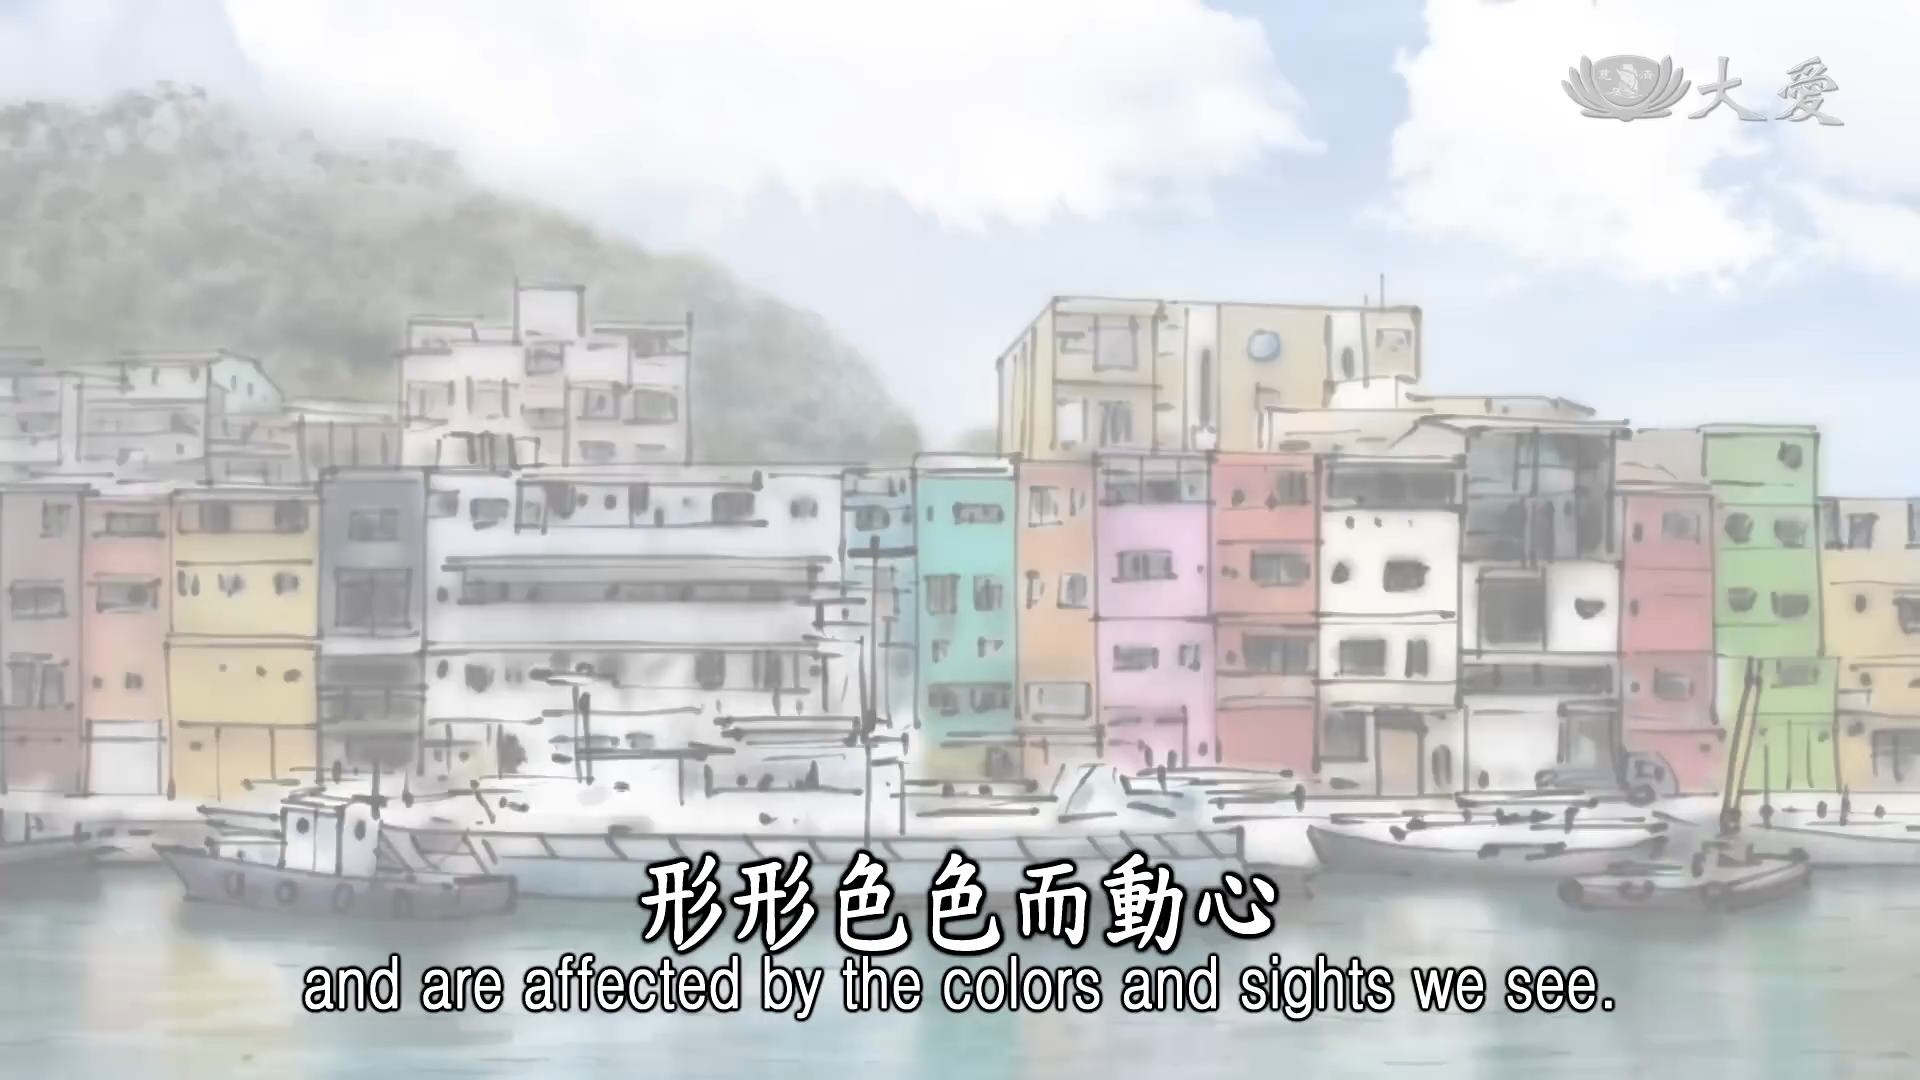 大愛
形形色色而動心
and are affected by the colors and sights we see.